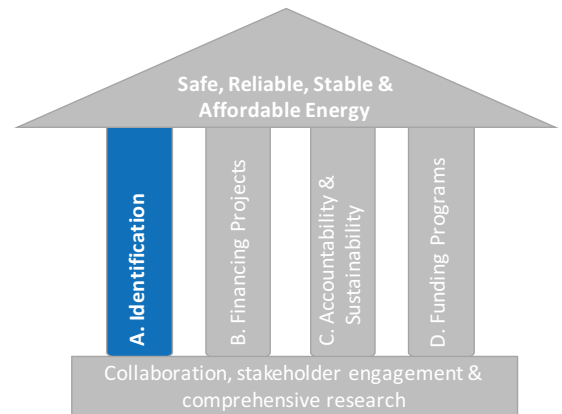 Safe, Reliable, Stable &
Affordable Energy
A. Identification
B. Financing Projects
C. Accountability &
Sustainability
D. Funding Programs
Collaboration, stakeholder engagement &
comprehensive research